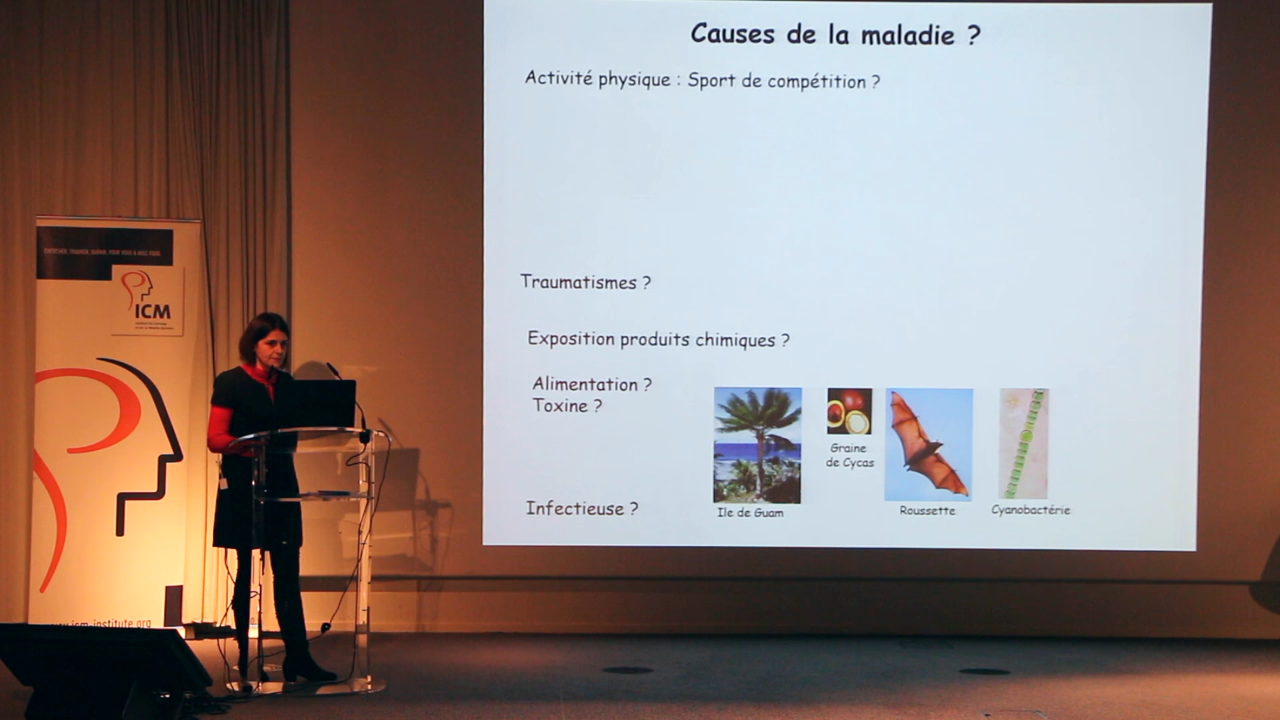 Causes de la maladie ?
Activité physique : Sport de compétition ?
Traumatismes ?
Exposition produits chimiques ?
Alimentation ?
Toxine ?
Graine
de Cycas
Infectieuse ?
Ile de Guam
Roussette
Cyanobactérie
ICM
icm-institute.org